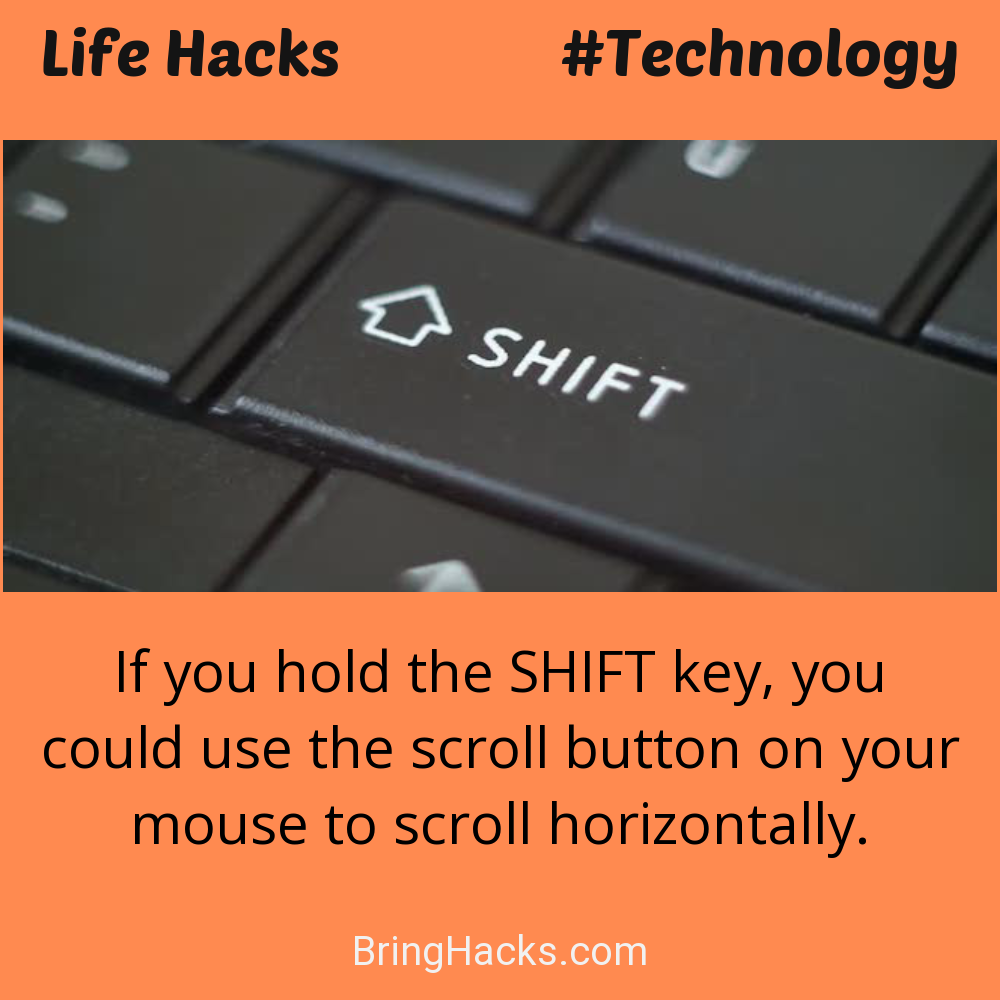 Life Hacks #Technology
SHIFT
If you hold the SHIFT key, you
could use the scroll button on your
mouse to scroll horizontally.
BringHacks.com